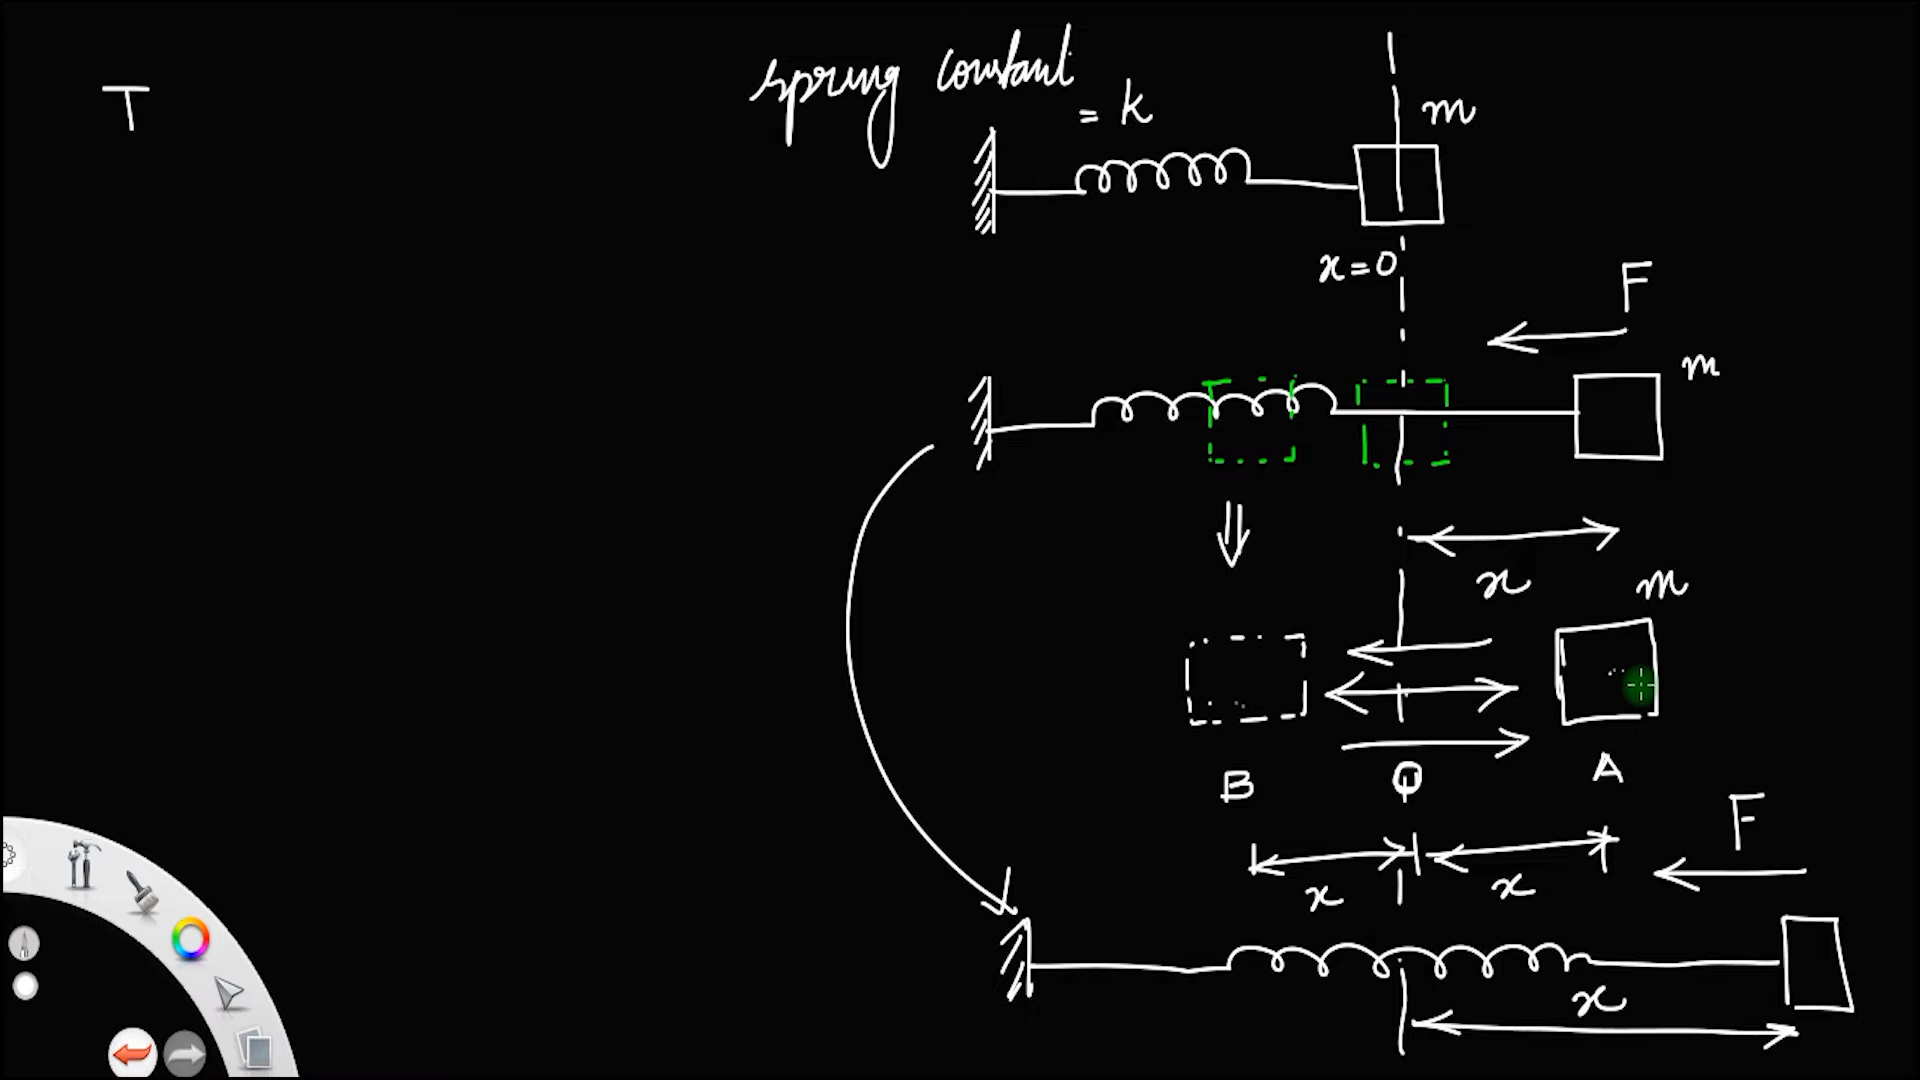 T
spring constant
= k
m
x=0
F
m
x
m
B
O
A
F
x
x
x